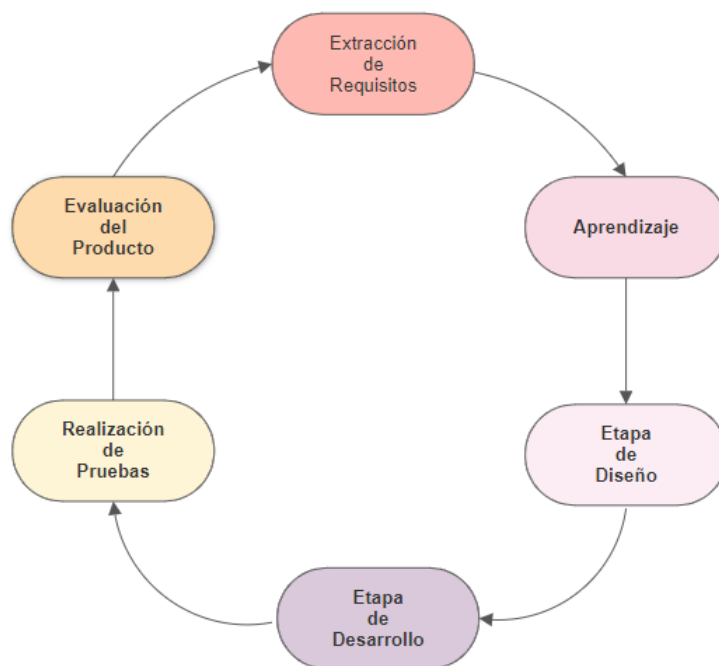 Extracción
de
Requisitos
Aprendizaje
Etapa
de
Diseño
Etapa
de
Desarrollo
Realización
de
Pruebas
Evaluación
del
Producto